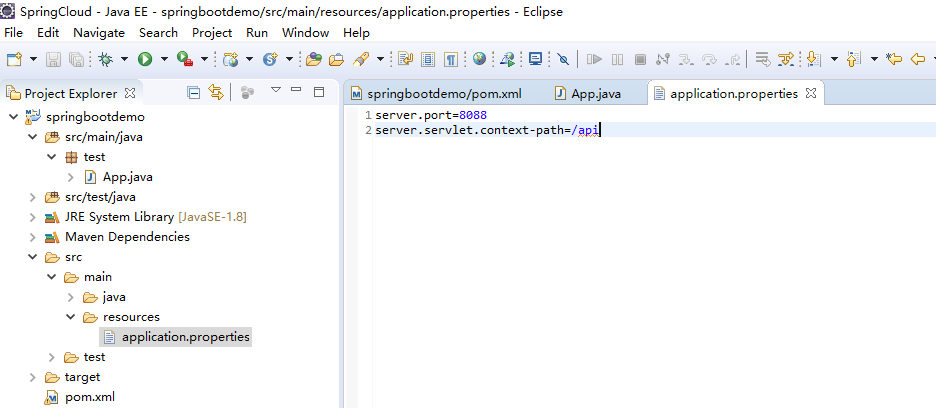 SpringCloud - Java EE - springbootdemo/src/main/resources/application.properties - Eclipse
File Edit Navigate Search Project Run Window Help
Project Explorer
springbootdemo
src/main/java
test
App.java
src/test/java
JRE System Library [JavaSE-1.8]
Maven Dependencies
src
main
java
resources
application.properties
test
target
pom.xml
springbootdemo/pom.xml App.java application.properties
1 server.port=8088
2 server.servlet.context-path=/api